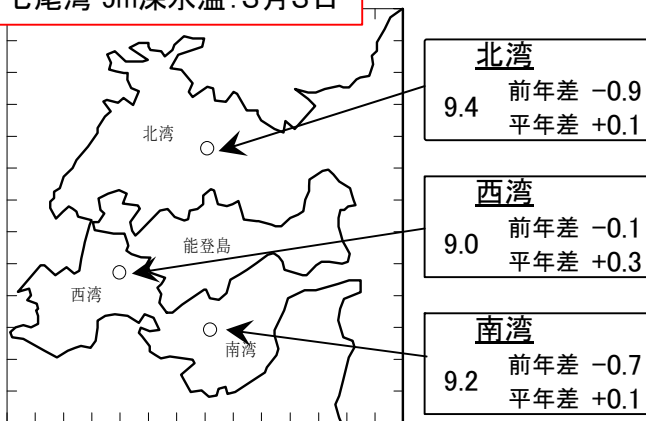 七尾湾 5m深水温：3月3日
北湾
9.4
前年差 −0.9
平年差 +0.1
西湾
9.0
前年差 −0.1
平年差 +0.3
南湾
9.2
前年差 −0.7
平年差 +0.1
北湾
能登島
西湾
南湾